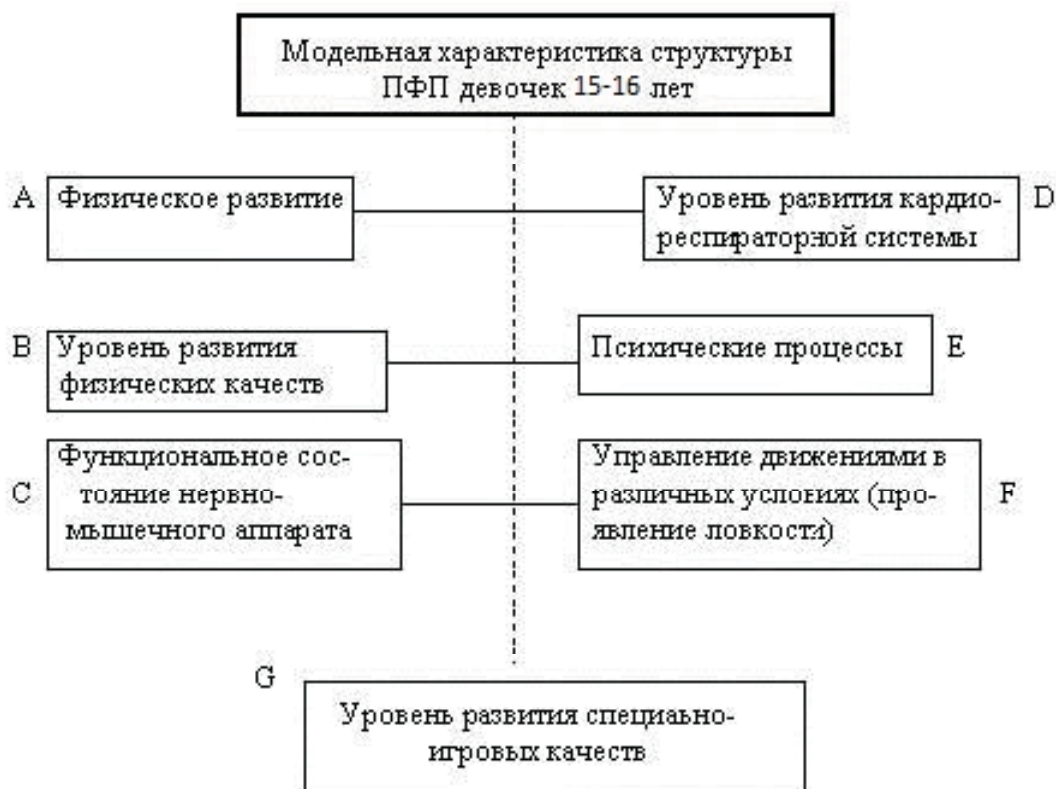 Модельная характеристика структуры
ПФП девочек 15-16 лет
A
Физическое развитие
Уровень развития кардио-
респираторной системы
D
B
Уровень развития
физических качеств
Психические процессы
E
C
Функциональное сос-
тояние нервно-
мышечного аппарата
Управление движениями в
различных условиях (про-
явление ловкости)
F
G
Уровень развития специаьно-
игровых качеств